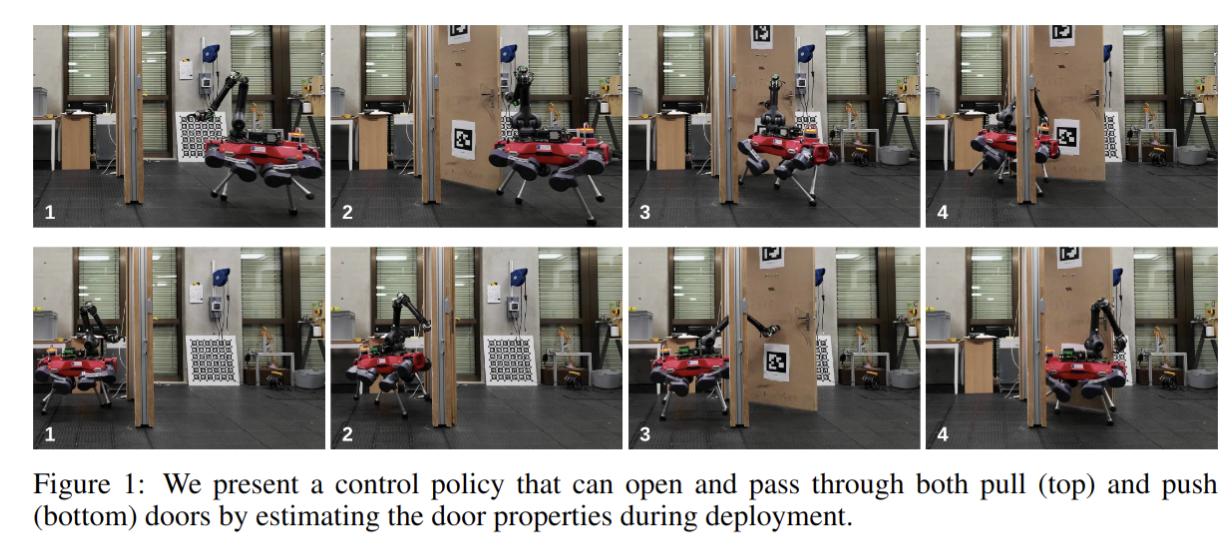 1 2 3 4
1 2 3 4
Figure 1: We present a control policy that can open and pass through both pull (top) and push
(bottom) doors by estimating the door properties during deployment.